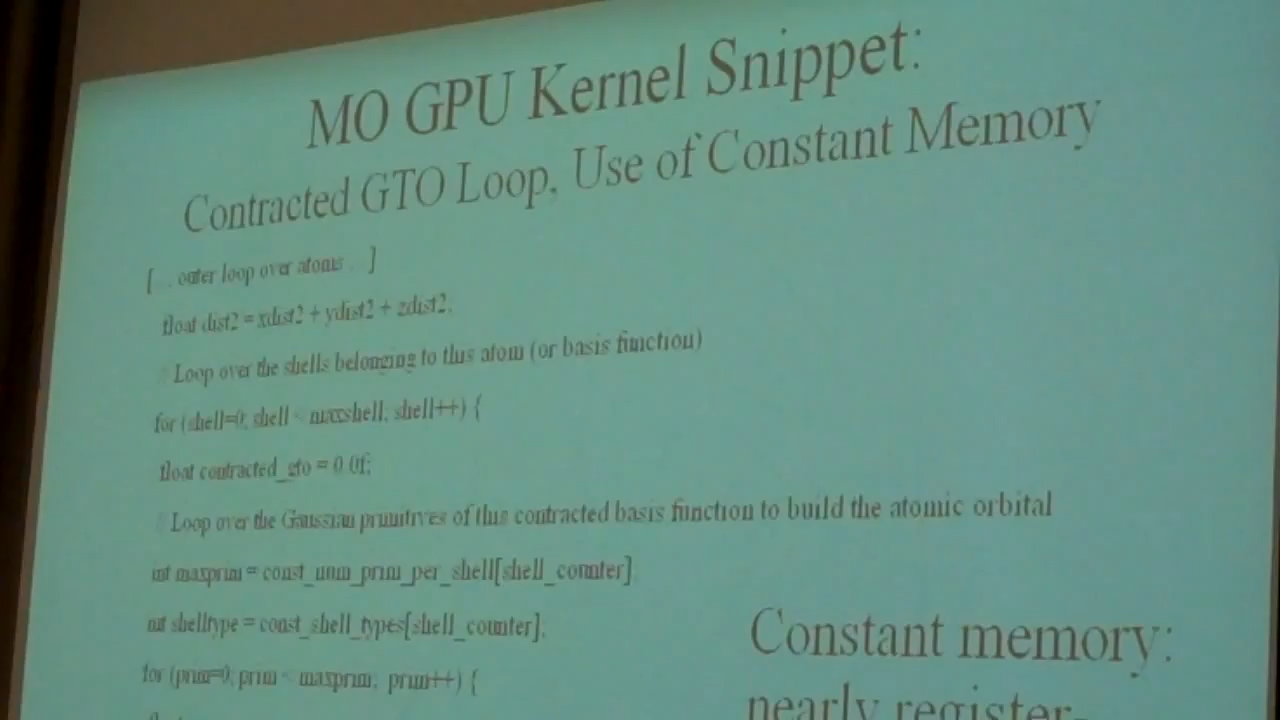 MO GPU Kernel Snippet:
Contracted GTO Loop, Use of Constant Memory
[... outer loop over atoms ...]
float dist2 = xdist2 + ydist2 + zdist2;
// Loop over the shells belonging to this atom (or basis function)
for (shell=0; shell < maxshell; shell++) {
float contracted_gto = 0.0f;
// Loop over the Gaussian primitives of this contracted basis function to build the atomic orbital
int maxprim = const_num_prim_per_shell[shell_counter];
int shelltype = const_shell_types[shell_counter];
for (prim=0; prim < maxprim; prim++) {
Constant memory:
nearly register-